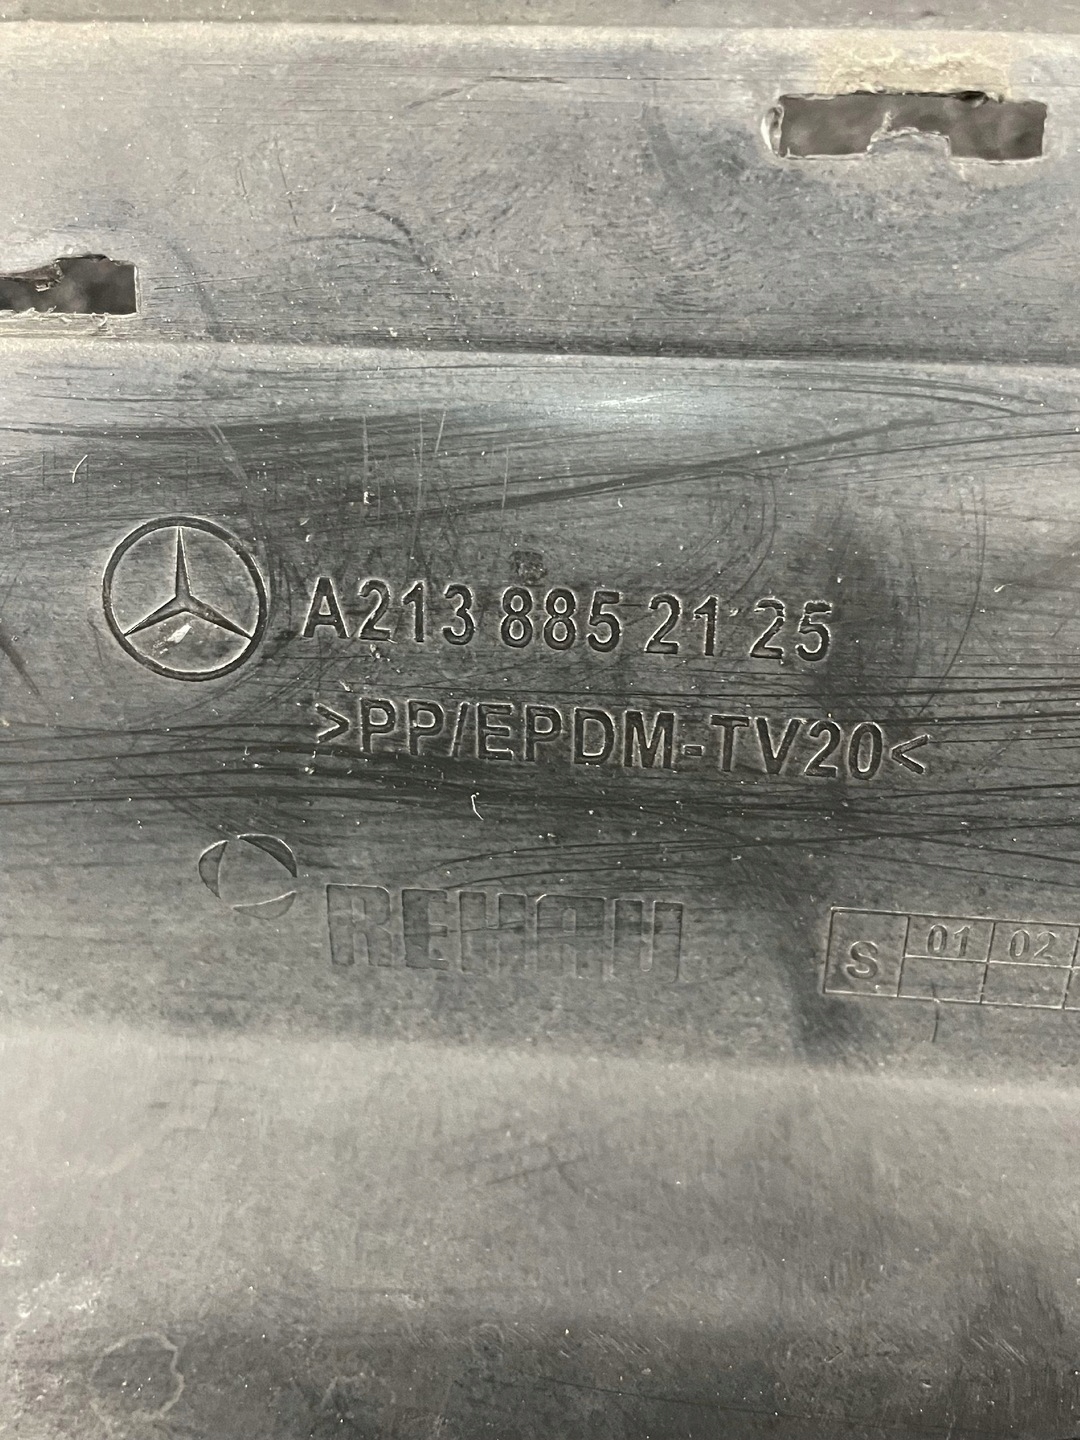 A213 885 21 25
>PP/EPDM-TV20<
REHAU
S 01 02